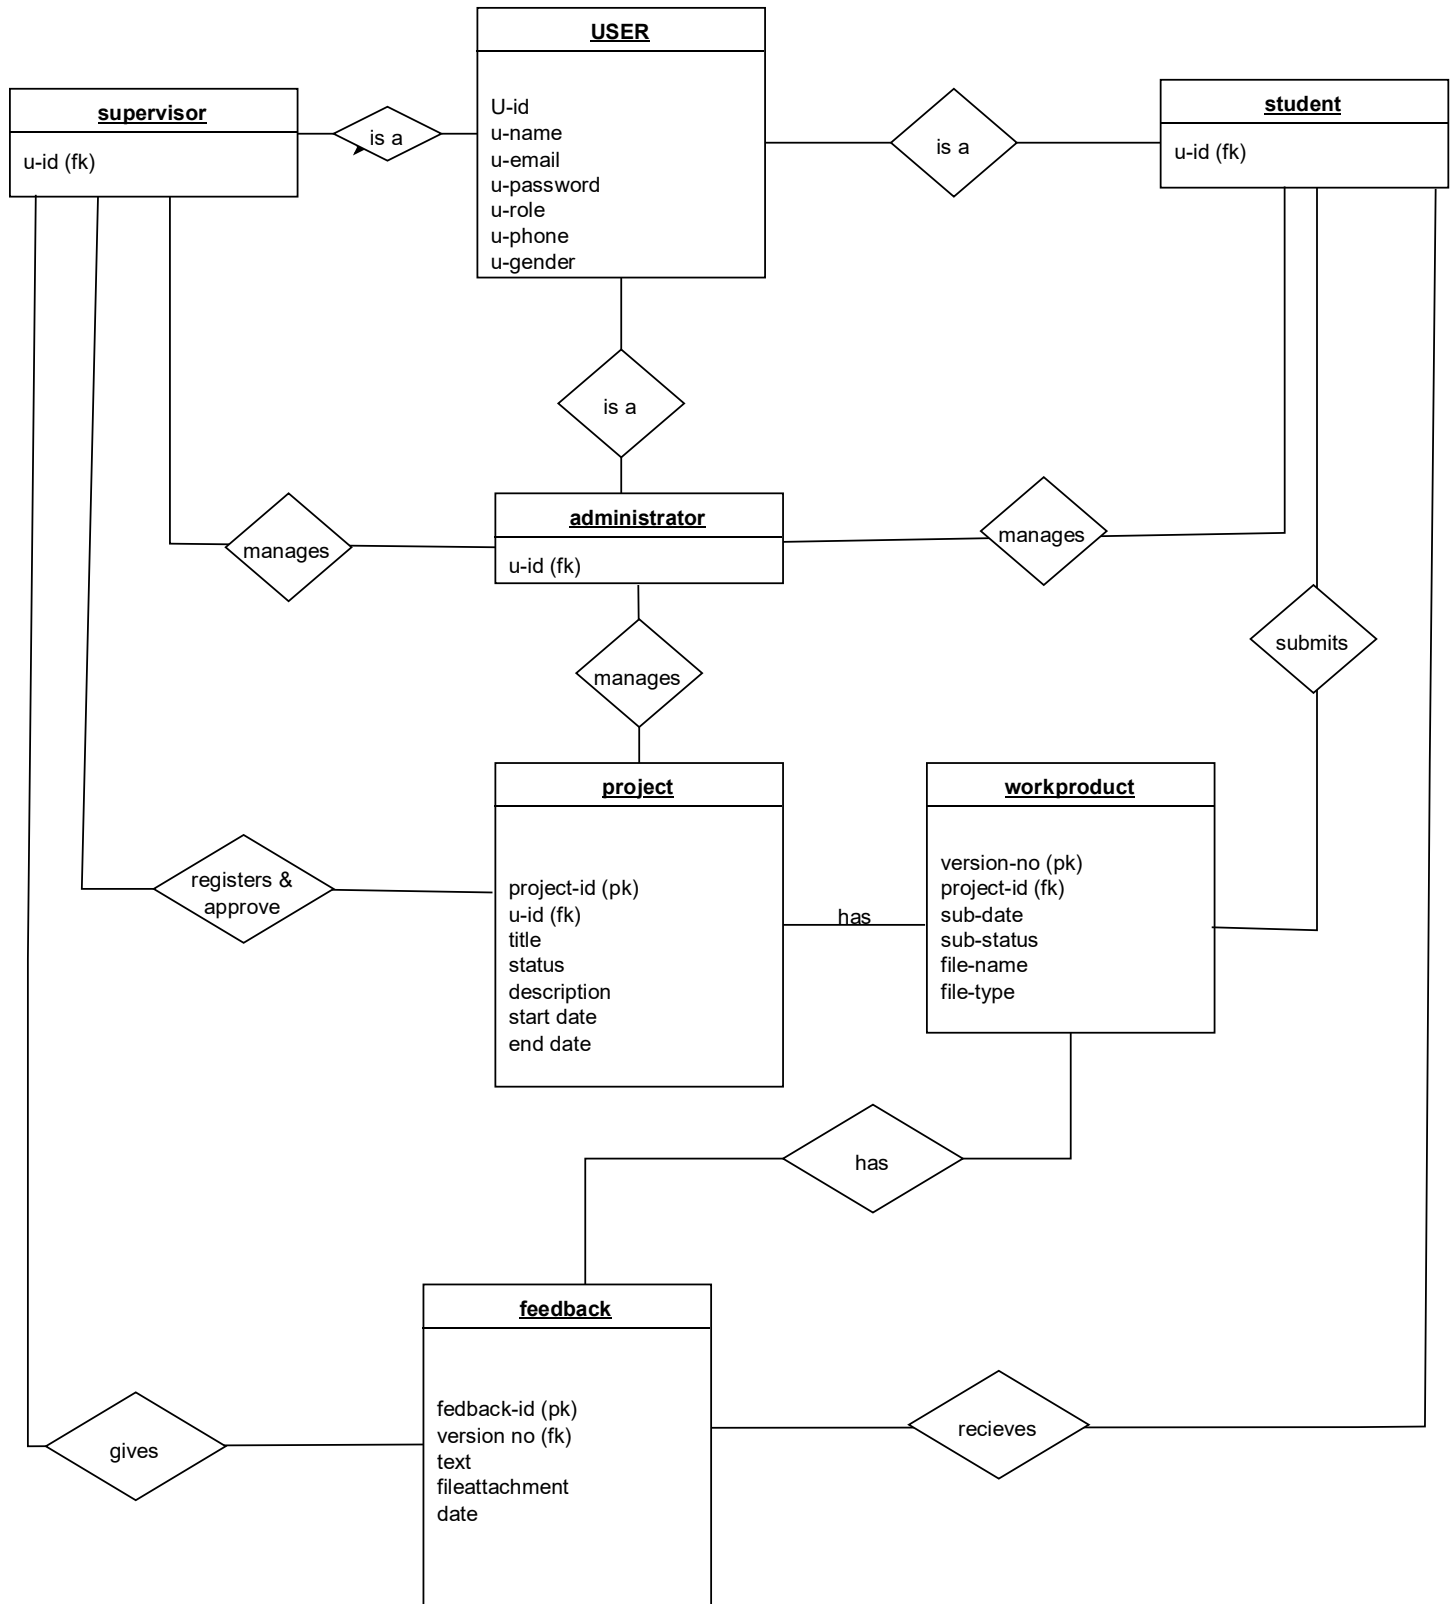 USER
U-id
u-name
u-email
u-password
u-role
u-phone
u-gender
supervisor
u-id (fk)
is a
is a
student
u-id (fk)
is a
administrator
u-id (fk)
manages
manages
manages
submits
project
project-id (pk)
u-id (fk)
title
status
description
start date
end date
registers &
approve
has
workproduct
version-no (pk)
project-id (fk)
sub-date
sub-status
file-name
file-type
has
feedback
fedback-id (pk)
version no (fk)
text
fileattachment
date
gives
recieves